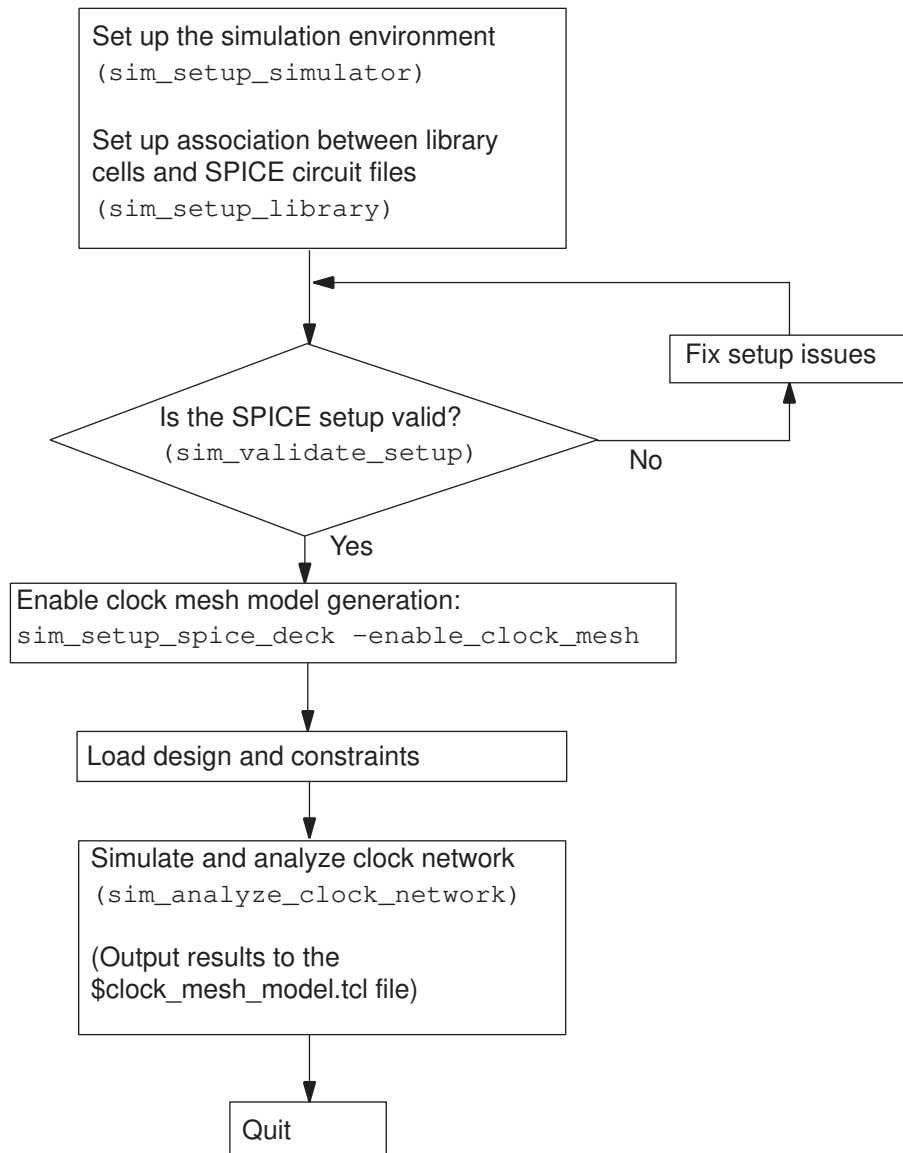 Set up the simulation environment
(sim_setup_simulator)
Set up association between library
cells and SPICE circuit files
(sim_setup_library)
Fix setup issues
Is the SPICE setup valid?
(sim_validate_setup)
No
Yes
Enable clock mesh model generation:
sim_setup_spice_deck −enable_clock_mesh
Load design and constraints
Simulate and analyze clock network
(sim_analyze_clock_network)
(Output results to the
$clock_mesh_model.tcl file)
Quit